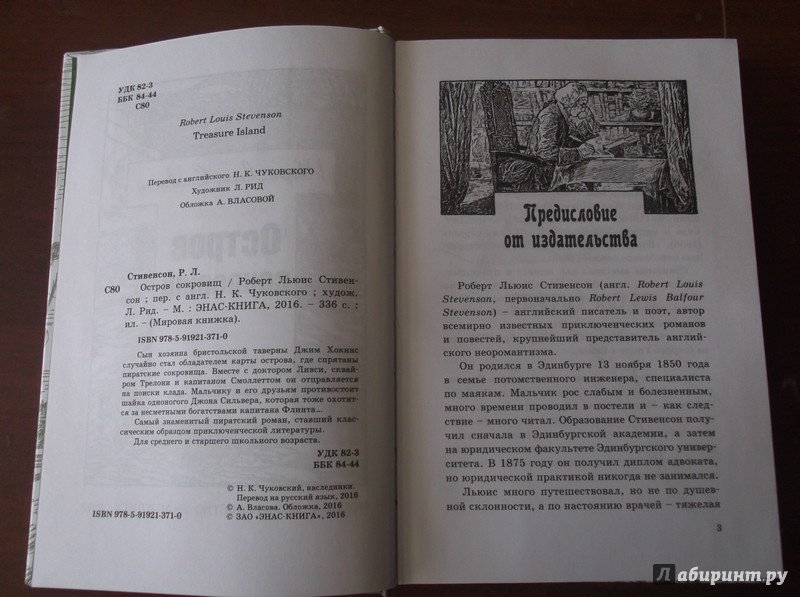 УДК 82-3
ББК 84-44
С80
Robert Louis Stevenson
Treasure Island
Перевод с английского Н. К. ЧУКОВСКОГО
Художник Л. РИД
Обложка А. ВЛАСОВОЙ
Стивенсон, Р. Л.
С80 Остров сокровищ / Роберт Льюис Стивен-
сон ; пер. с англ. Н. К. Чуковского ; худож.
Л. Рид. – М. : ЭНАС-КНИГА, 2016. – 336 с. ;
ил. – (Мировая книжка).
ISBN 978-5-91921-371-0
Сын хозяина бристольской таверны Джим Хокинс
случайно стал обладателем карты острова, где спрятаны
пиратские сокровища. Вместе с доктором Ливси, сквай-
ром Трелони и капитаном Смоллеттом он отправляется
на поиски клада. Мальчику и его друзьям противостоит
шайка одноногого Джона Сильвера, которая тоже охотит-
ся за несметными богатствами капитана Флинта...
Самый знаменитый пиратский роман, ставший клас-
сическим образцом приключенческой литературы.
Для среднего и старшего школьного возраста.
УДК 82-3
ББК 84-44
© Н. К. Чуковский, наследники.
Перевод на русский язык, 2016
© А. Власова. Обложка, 2016
ISBN 978-5-91921-371-0 © ЗАО «ЭНАС-КНИГА», 2016
Предисловие
от издательства
Роберт Льюис Стивенсон (англ. Robert Louis
Stevenson, первоначально Robert Lewis Balfour
Stevenson) – английский писатель и поэт, автор
всемирно известных приключенческих романов
и повестей, крупнейший представитель англий-
ского неоромантизма.
Он родился в Эдинбурге 13 ноября 1850 года
в семье потомственного инженера, специалиста
по маякам. Мальчик рос слабым и болезненным,
много времени проводил в постели и – как след-
ствие – много читал. Образование Стивенсон полу-
чил сначала в Эдинбургской академии, а затем
на юридическом факультете Эдинбургского универ-
ситета. В 1875 году он получил диплом адвоката,
но юридической практикой никогда не занимался.
Льюис много путешествовал, но не по душев-
ной склонности, а по настоянию врачей – тяжелая
3
Лабиринт.ру